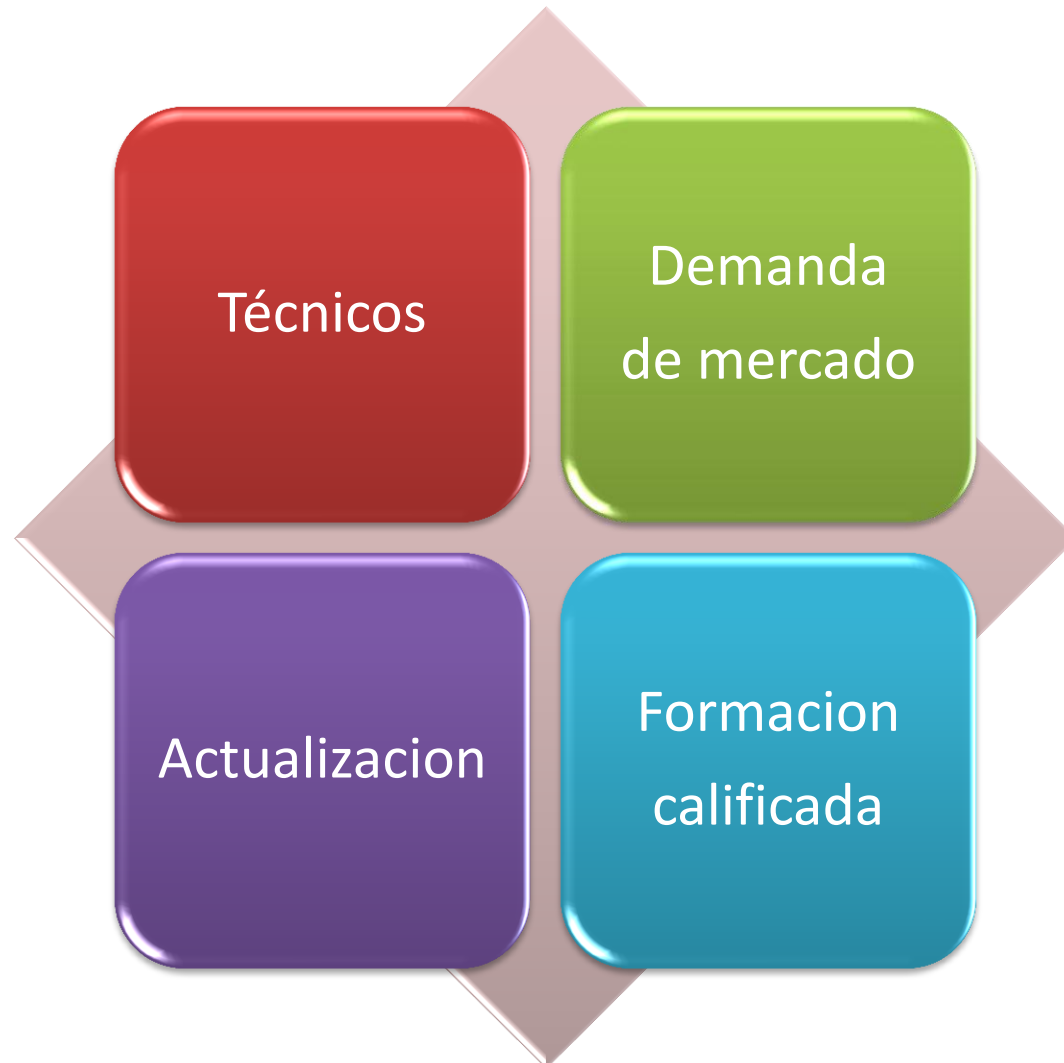 Técnicos
Demanda
de mercado
Actualizacion
Formacion
calificada